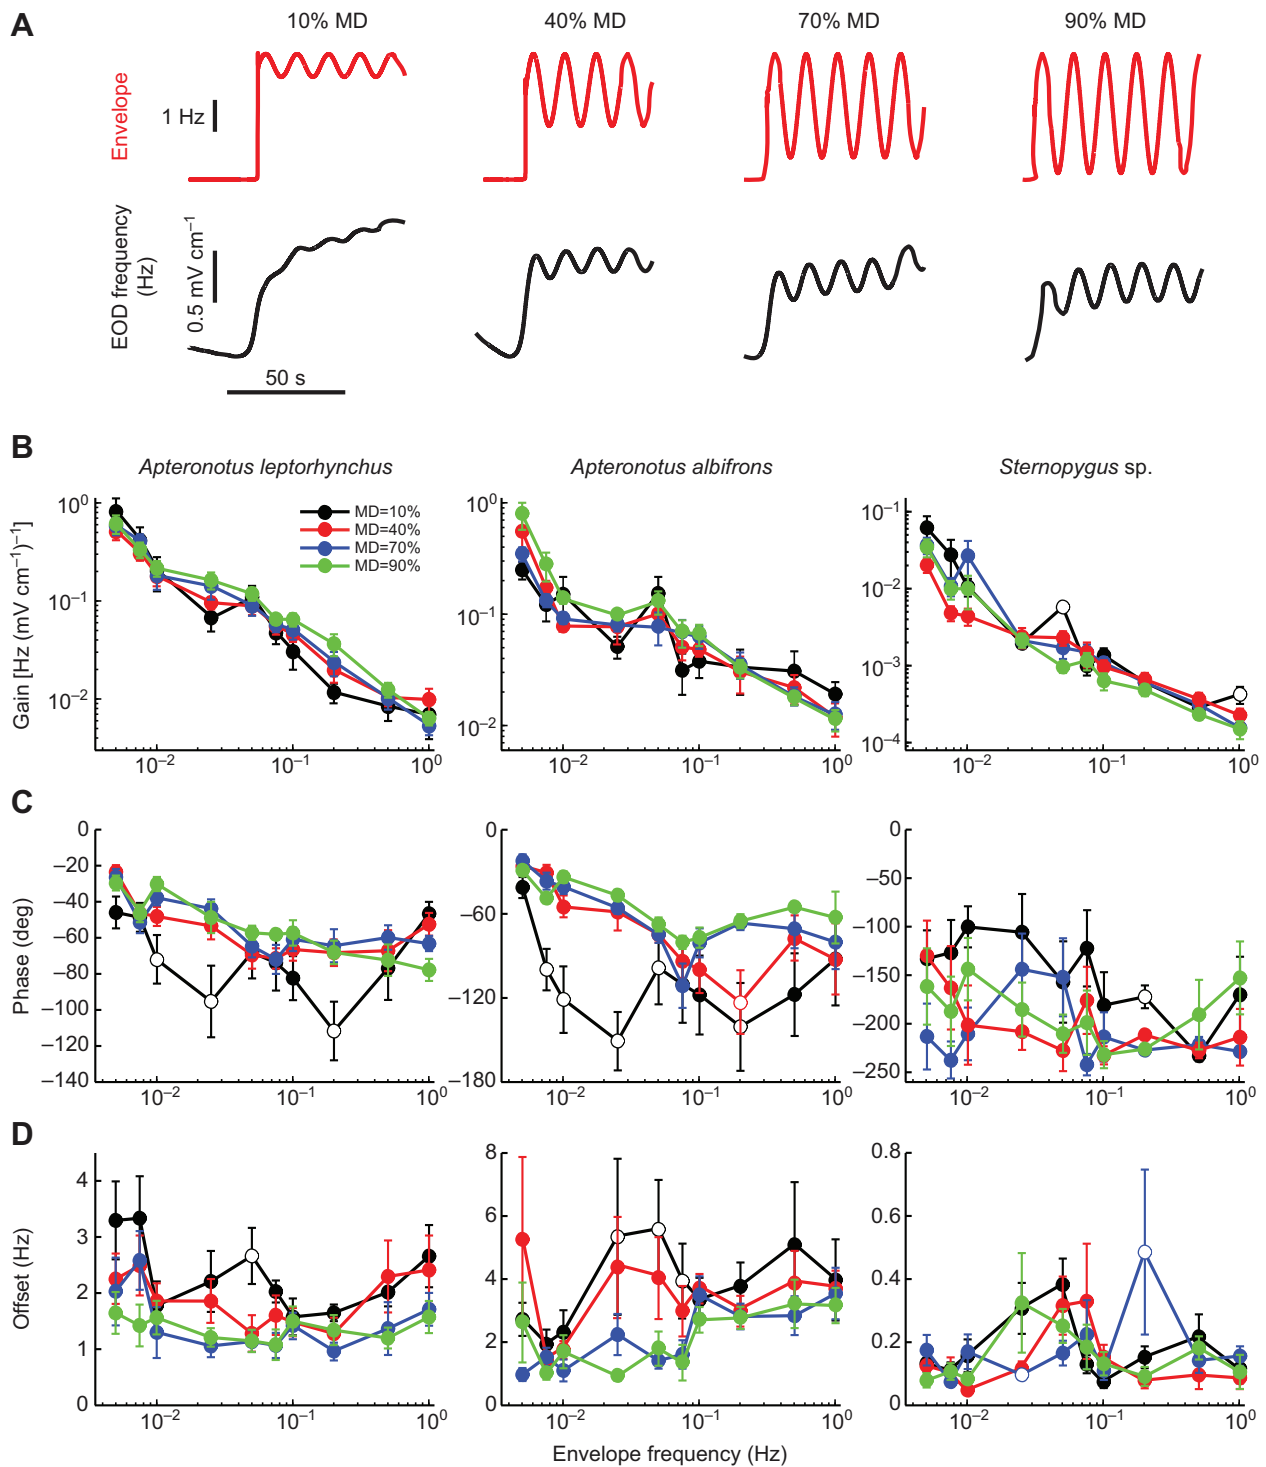 A
10% MD
40% MD
70% MD
90% MD
Envelope
1 Hz
EOD frequency
(Hz)
0.5 mV cm⁻¹
50 s
B
Apteronotus leptorhynchus
Apteronotus albifrons
Sternopygus sp.
Gain [Hz (mV cm⁻¹)⁻¹]
10⁰
10⁻¹
10⁻²
MD=10%
MD=40%
MD=70%
MD=90%
10⁻² 10⁻¹ 10⁰
10⁰
10⁻¹
10⁻²
10⁻² 10⁻¹ 10⁰
10⁻¹
10⁻²
10⁻³
10⁻⁴
10⁻² 10⁻¹ 10⁰
C
Phase (deg)
0
–20
–40
–60
–80
–100
–120
–140
10⁻² 10⁻¹ 10⁰
0
–60
–120
–180
10⁻² 10⁻¹ 10⁰
0
–50
–100
–150
–200
–250
10⁻² 10⁻¹ 10⁰
D
Offset (Hz)
4
3
2
1
0
10⁻² 10⁻¹ 10⁰
8
6
4
2
0
10⁻² 10⁻¹ 10⁰
0.8
0.6
0.4
0.2
0
10⁻² 10⁻¹ 10⁰
Envelope frequency (Hz)